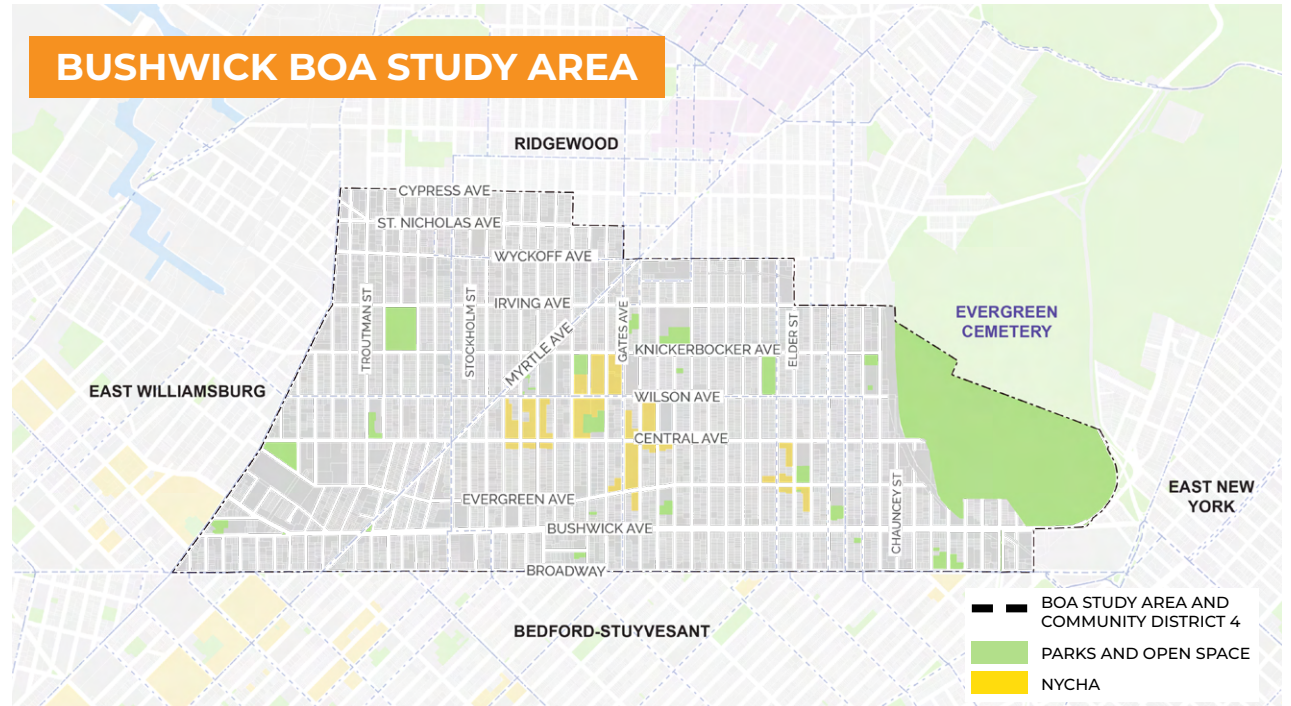 BUSHWICK BOA STUDY AREA
RIDGEWOOD
CYPRESS AVE
ST. NICHOLAS AVE
WYCKOFF AVE
IRVING AVE
TROUTMAN ST
STOCKHOLM ST
MYRTLE AVE
GATES AVE
ELDER ST
KNICKERBOCKER AVE
EVERGREEN
CEMETERY
EAST WILLIAMSBURG
WILSON AVE
CENTRAL AVE
EVERGREEN AVE
CHAUNCEY ST
EAST NEW
YORK
BUSHWICK AVE
BROADWAY
BEDFORD-STUYVESANT
BOA STUDY AREA AND
COMMUNITY DISTRICT 4
PARKS AND OPEN SPACE
NYCHA